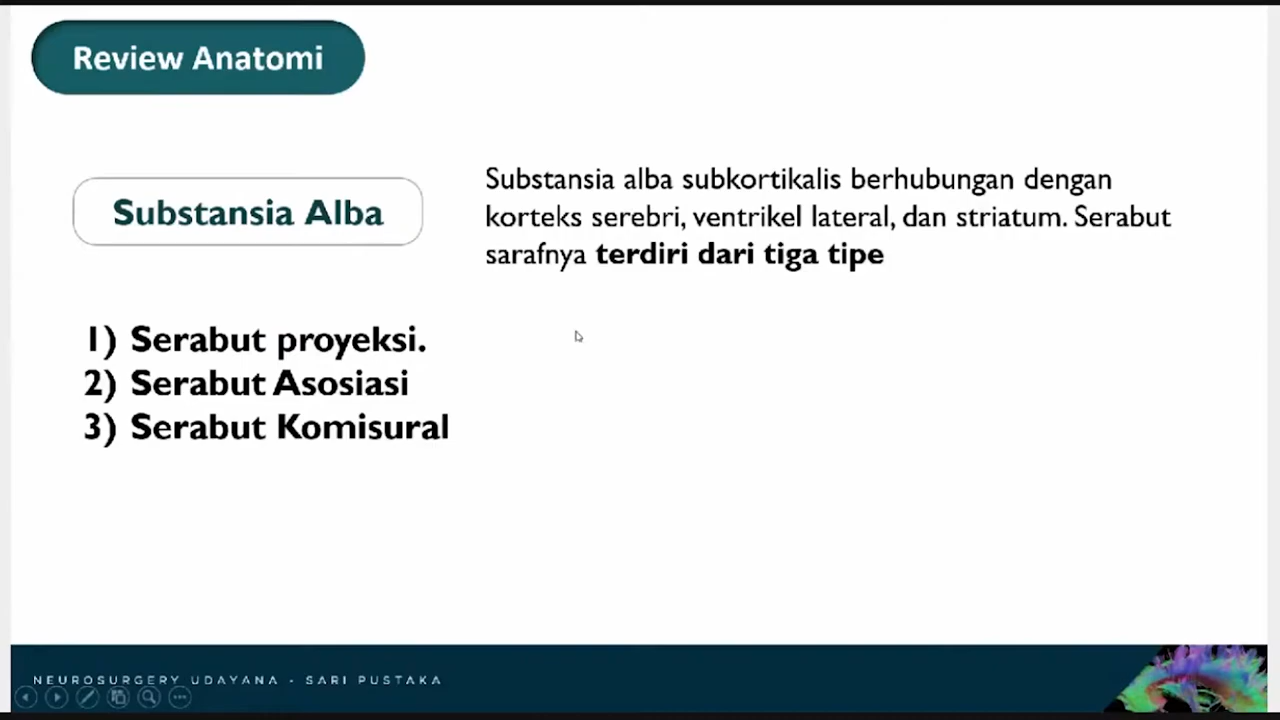 Review Anatomi
Substansia Alba
Substansia alba subkortikalis berhubungan dengan
korteks serebri, ventrikel lateral, dan striatum. Serabut
sarafnya terdiri dari tiga tipe
1) Serabut proyeksi.
2) Serabut Asosiasi
3) Serabut Komisural
NEUROSURGERY UDAYANA - SARI PUSTAKA